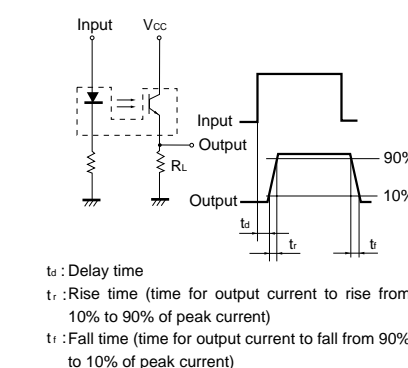 Input Vcc
Input
Output
RL
90%
Output
10%
td
tr
tf
td : Delay time
tr : Rise time (time for output current to rise from
10% to 90% of peak current)
tf : Fall time (time for output current to fall from 90%
to 10% of peak current)